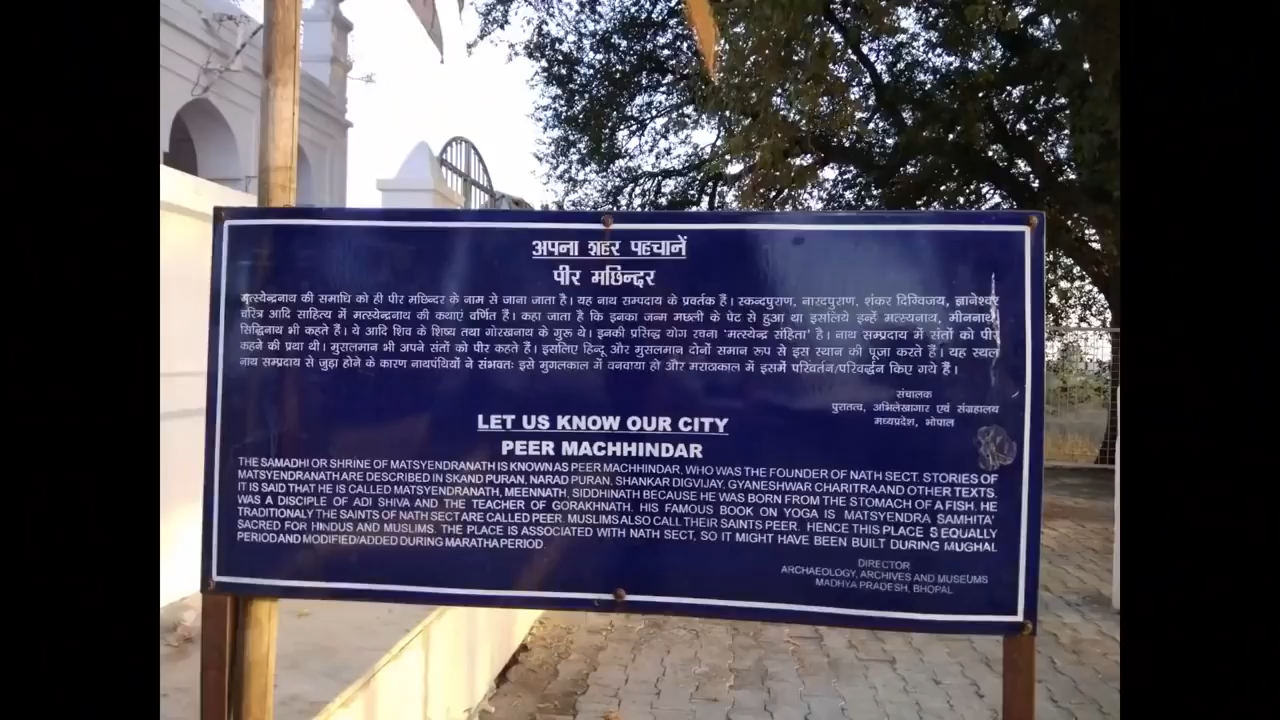 अपना शहर पहचानें
पीर मछिन्दर
मत्स्येन्द्रनाथ की समाधि को ही पीर मछिन्दर के नाम से जाना जाता है। यह नाथ सम्पदाय के प्रवर्तक हैं। स्कन्दपुराण, नारदपुराण, शंकर दिग्विजय, ज्ञानेश्वर
चरित्र आदि साहित्य में मत्स्येन्द्रनाथ की कथाएं वर्णित हैं। कहा जाता है कि इनका जन्म मछली के पेट से हुआ था इसलिये इन्हें मत्स्यनाथ, मीननाथ,
सिद्धिनाथ भी कहते हैं। ये आदि शिव के शिष्य तथा गोरखनाथ के गुरू थे। इनकी प्रसिद्ध योग रचना 'मतस्येन्द्र संहिता' है। नाथ सम्प्रदाय में संतों को पीर
कहने की प्रथा थी। मुसलमान भी अपने संतों को पीर कहते हैं। इसलिए हिन्दू और मुसलमान दोनों समान रूप से इस स्थान की पूजा करते हैं। यह स्थल
नाथ सम्प्रदाय से जुड़ा होने के कारण नाथपंथियों ने संभवतः इसे मुगलकाल में बनवाया हो और मराठाकाल में इसमें परिवर्तन/परिवर्द्धन किए गये हैं।
संचालक
पुरातत्व, अभिलेखागार एवं संग्रहालय
मध्यप्रदेश, भोपाल
LET US KNOW OUR CITY
PEER MACHHINDAR
THE SAMADHI OR SHRINE OF MATSYENDRANATH IS KNOWN AS PEER MACHHINDAR, WHO WAS THE FOUNDER OF NATH SECT. STORIES OF
MATSYENDRANATH ARE DESCRIBED IN SKAND PURAN, NARAD PURAN, SHANKAR DIGVIJAY, GYANESHWAR CHARITRA AND OTHER TEXTS.
IT IS SAID THAT HE IS CALLED MATSYENDRANATH, MEENNATH, SIDDHINATH BECAUSE HE WAS BORN FROM THE STOMACH OF A FISH. HE
WAS A DISCIPLE OF ADI SHIVA AND THE TEACHER OF GORAKHNATH. HIS FAMOUS BOOK ON YOGA IS MATSYENDRA SAMHITA'
TRADITIONALY THE SAINTS OF NATH SECT ARE CALLED PEER. MUSLIMS ALSO CALL THEIR SAINTS PEER. HENCE THIS PLACE S EQUALLY
SACRED FOR HINDUS AND MUSLIMS. THE PLACE IS ASSOCIATED WITH NATH SECT, SO IT MIGHT HAVE BEEN BUILT DURING MUGHAL
PERIOD AND MODIFIED/ADDED DURING MARATHA PERIOD.
DIRECTOR
ARCHAEOLOGY, ARCHIVES AND MUSEUMS
MADHYA PRADESH, BHOPAL